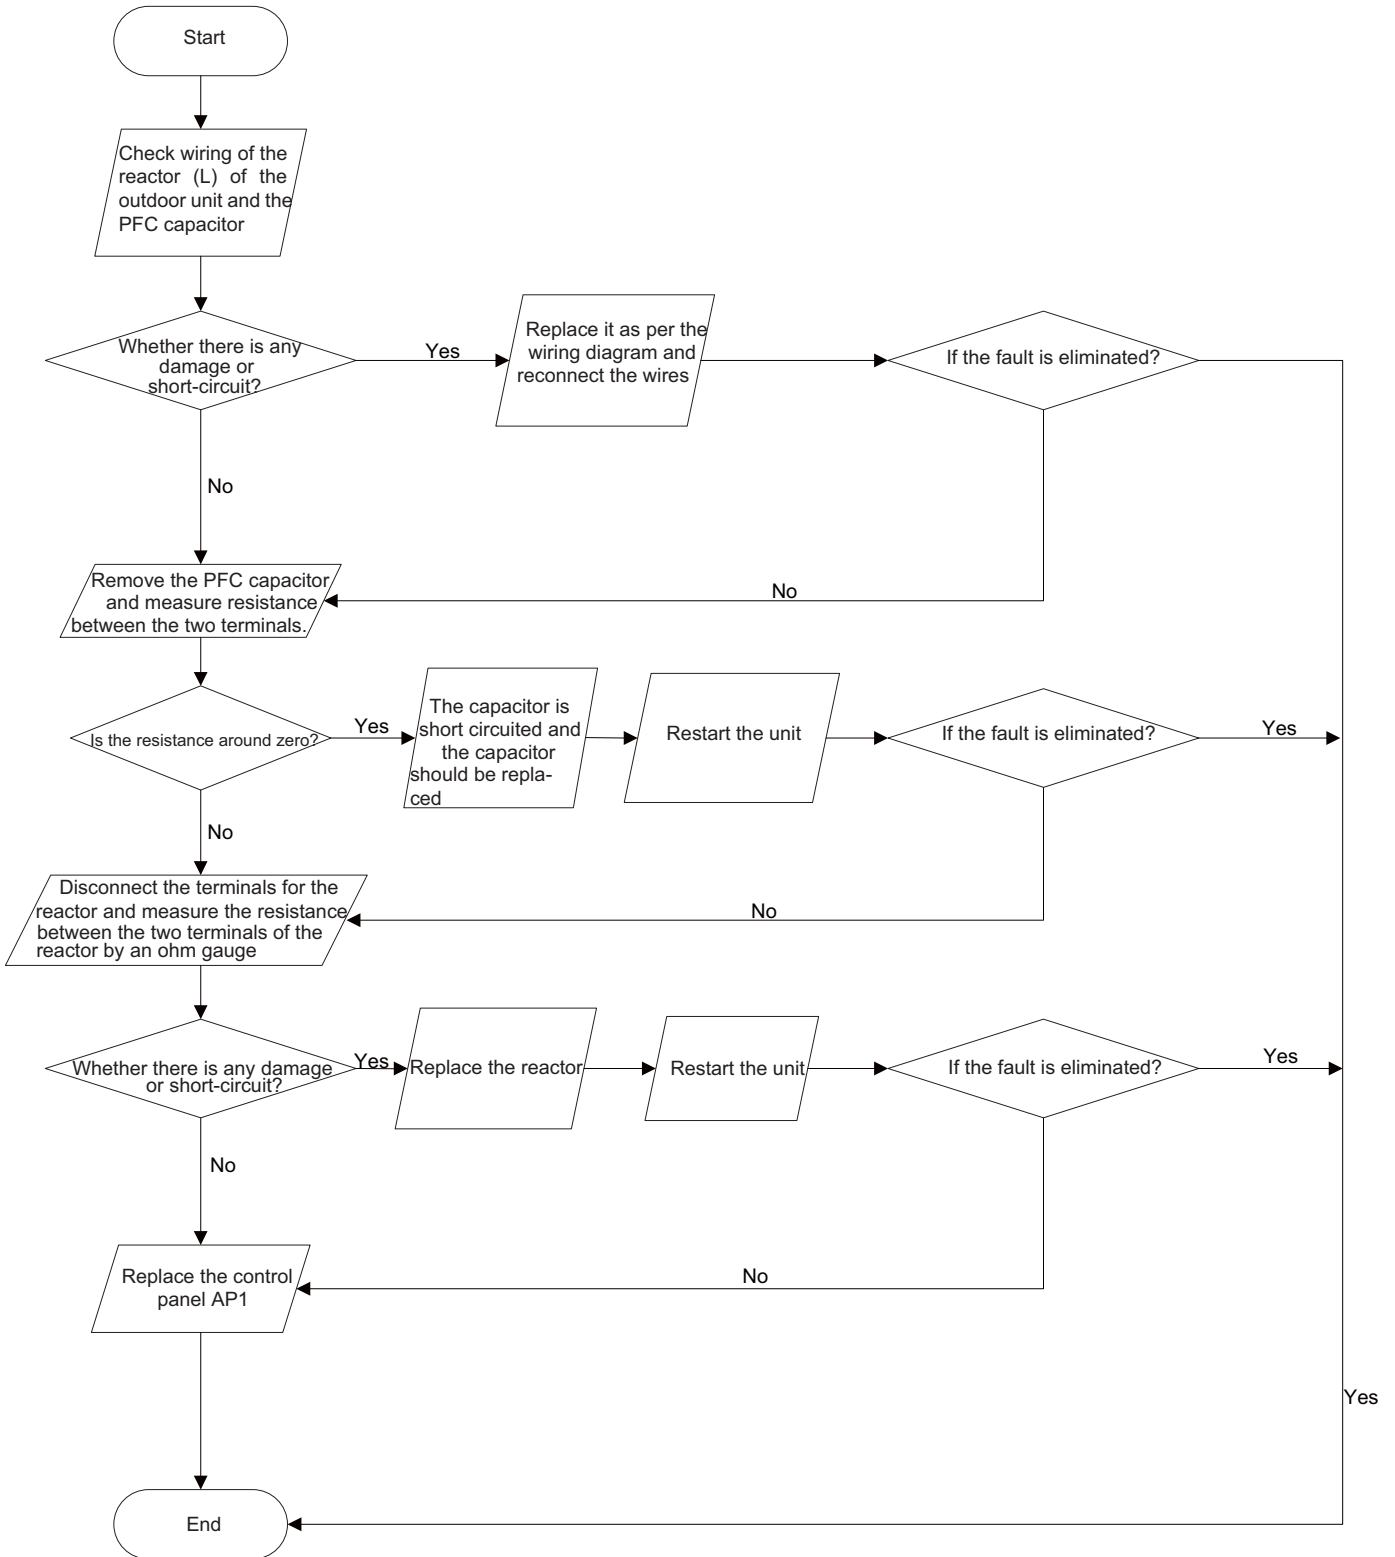 Start
Check wiring of the
reactor (L) of the
outdoor unit and the
PFC capacitor
Whether there is any
damage or
short-circuit?
Yes
Replace it as per the
wiring diagram and
reconnect the wires
If the fault is eliminated?
No
Remove the PFC capacitor
and measure resistance
between the two terminals.
No
Is the resistance around zero?
Yes
The capacitor is
short circuited and
the capacitor
should be repla-
ced
Restart the unit
If the fault is eliminated?
Yes
No
Disconnect the terminals for the
reactor and measure the resistance
between the two terminals of the
reactor by an ohm gauge
No
Whether there is any damage
or short-circuit?
Yes
Replace the reactor
Restart the unit
If the fault is eliminated?
Yes
No
Replace the control
panel AP1
No
Yes
End